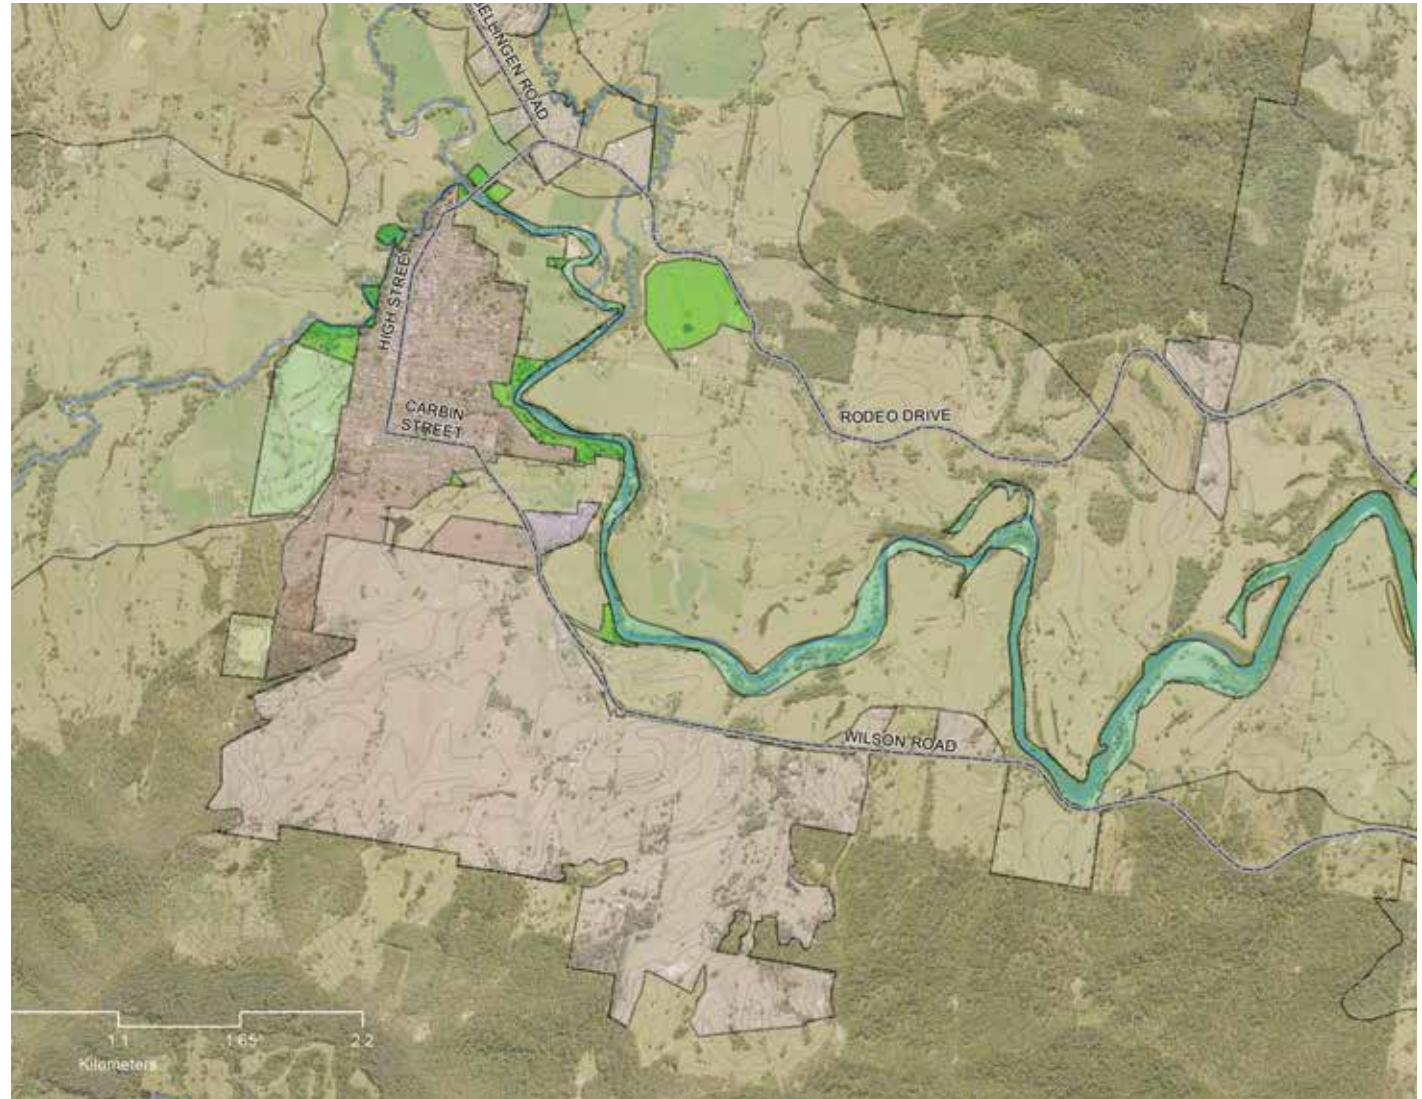 BELLINGEN ROAD
HIGH STREET
CARBIN
STREET
RODEO DRIVE
WILSON ROAD
1.1
1.65
2.2
Kilometers